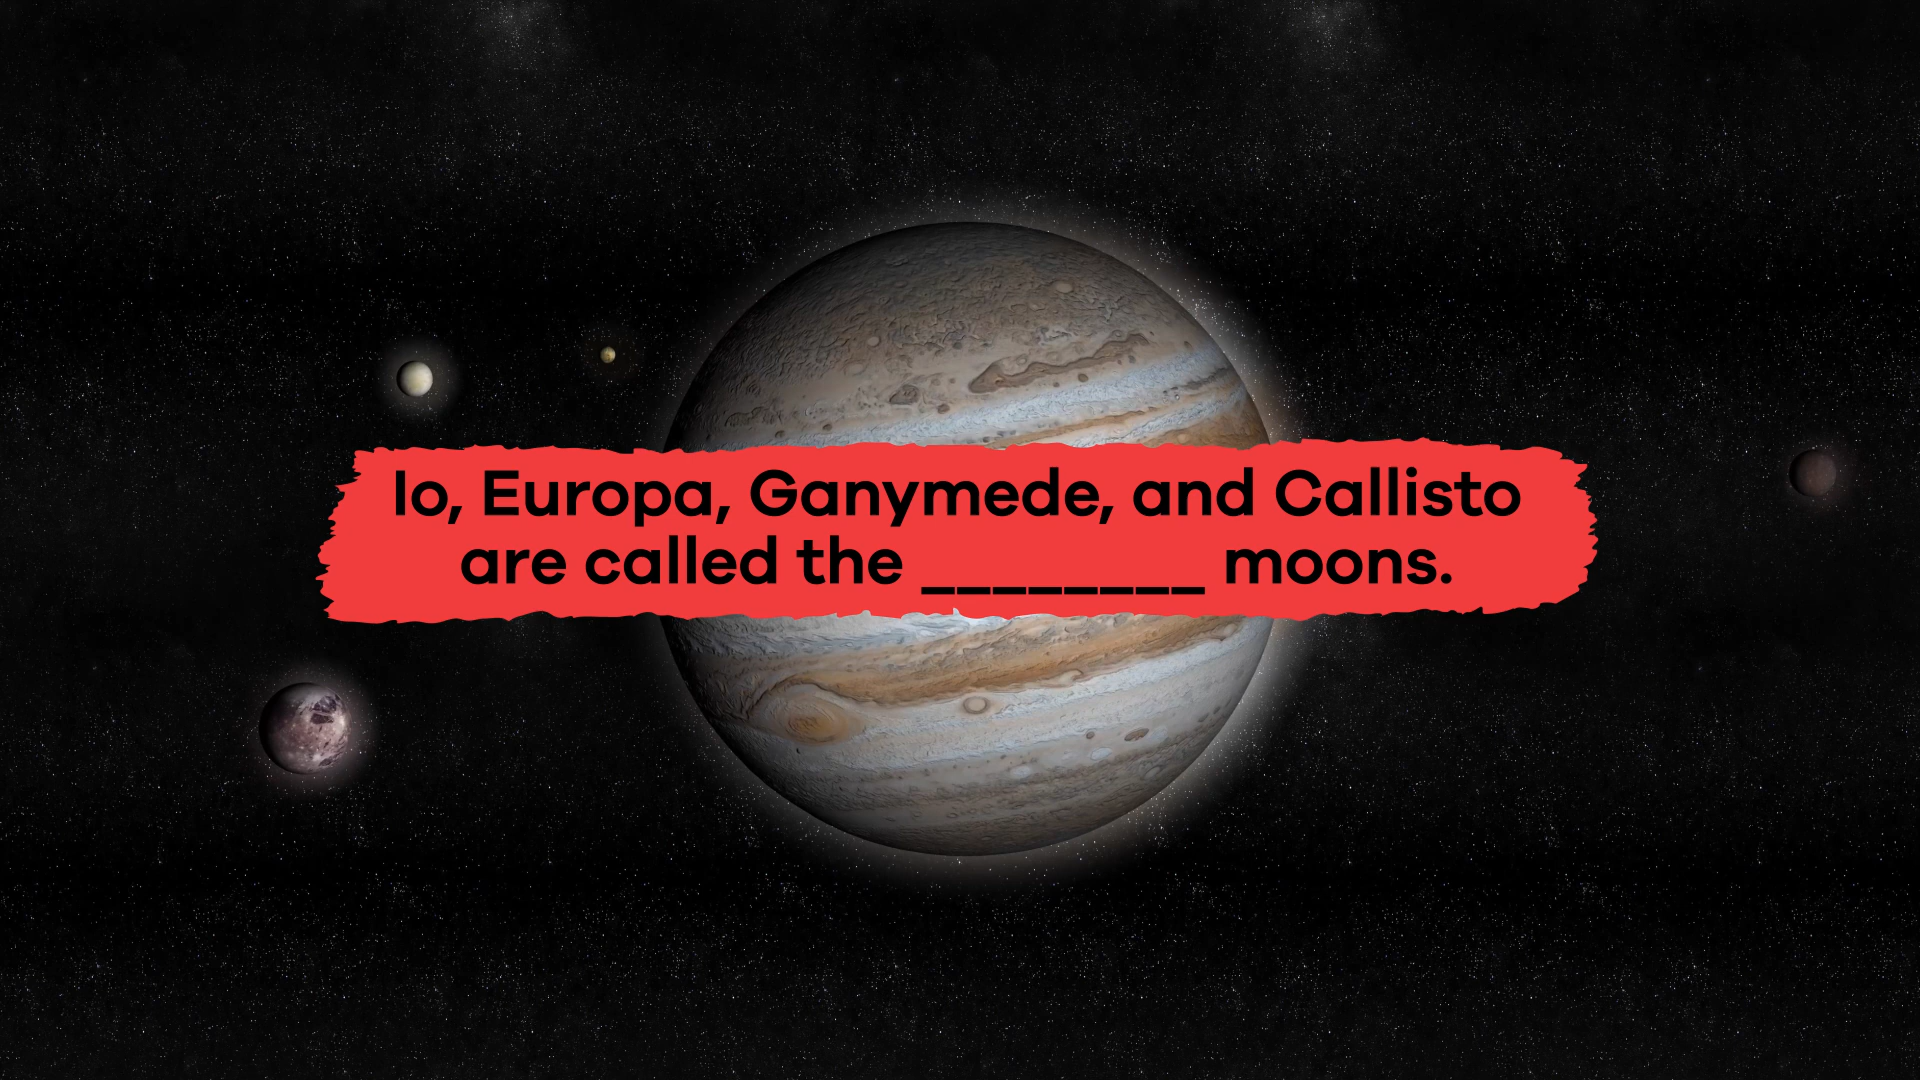 Io, Europa, Ganymede, and Callisto
are called the ________ moons.